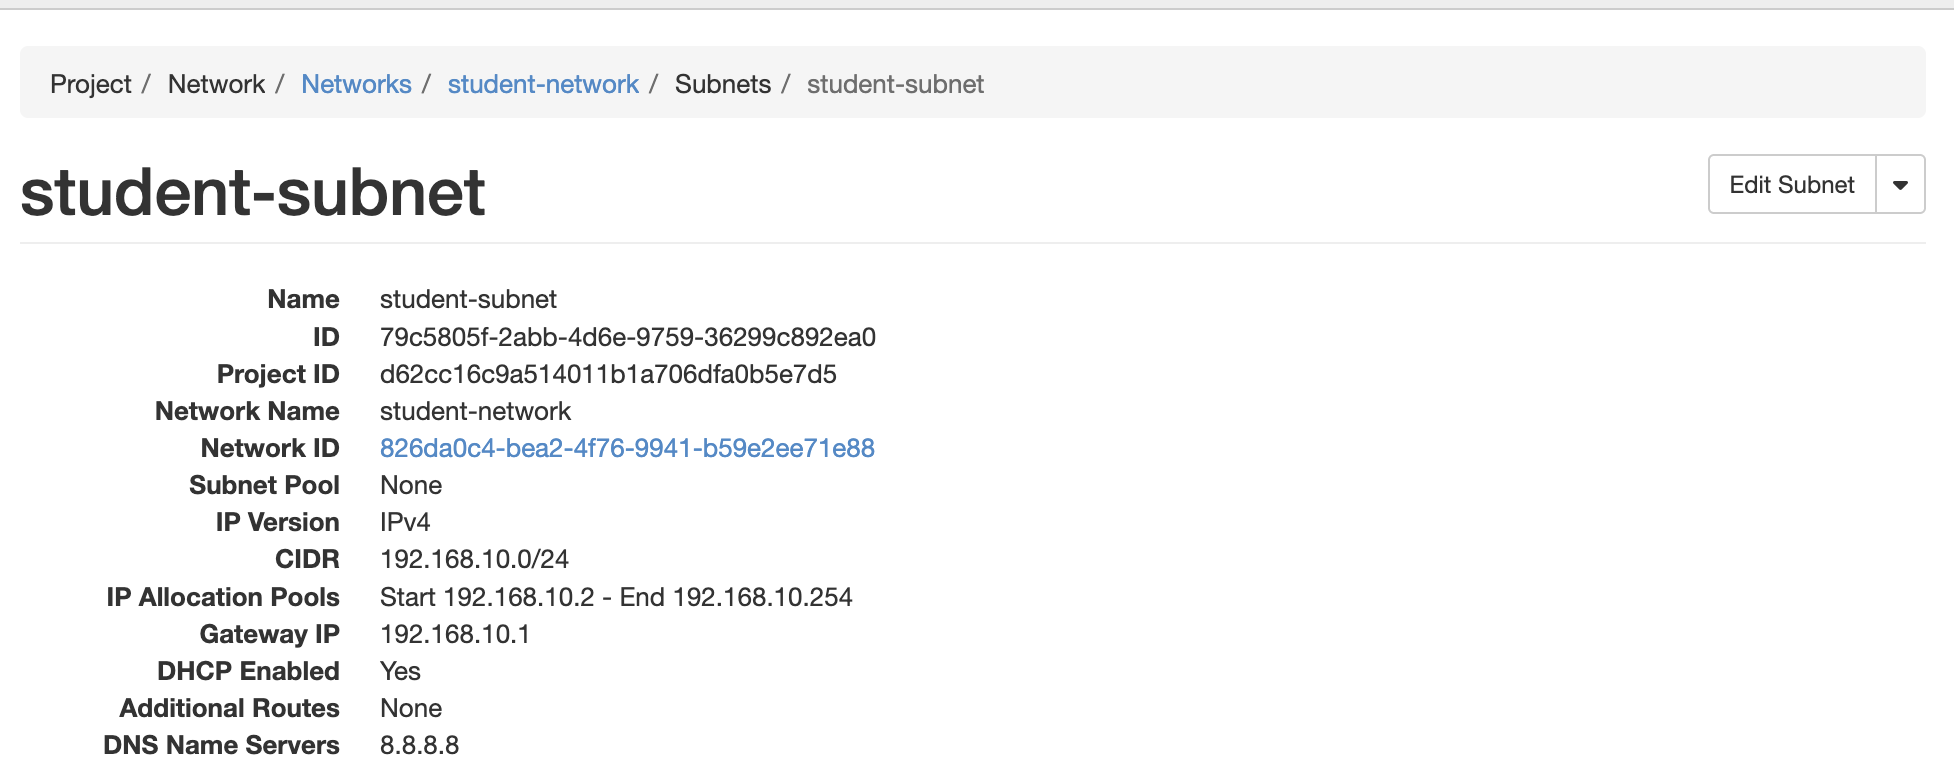 Project / Network / Networks / student-network / Subnets / student-subnet
student-subnet
Edit Subnet
Name student-subnet
ID 79c5805f-2abb-4d6e-9759-36299c892ea0
Project ID d62cc16c9a514011b1a706dfa0b5e7d5
Network Name student-network
Network ID 826da0c4-bea2-4f76-9941-b59e2ee71e88
Subnet Pool None
IP Version IPv4
CIDR 192.168.10.0/24
IP Allocation Pools Start 192.168.10.2 - End 192.168.10.254
Gateway IP 192.168.10.1
DHCP Enabled Yes
Additional Routes None
DNS Name Servers 8.8.8.8